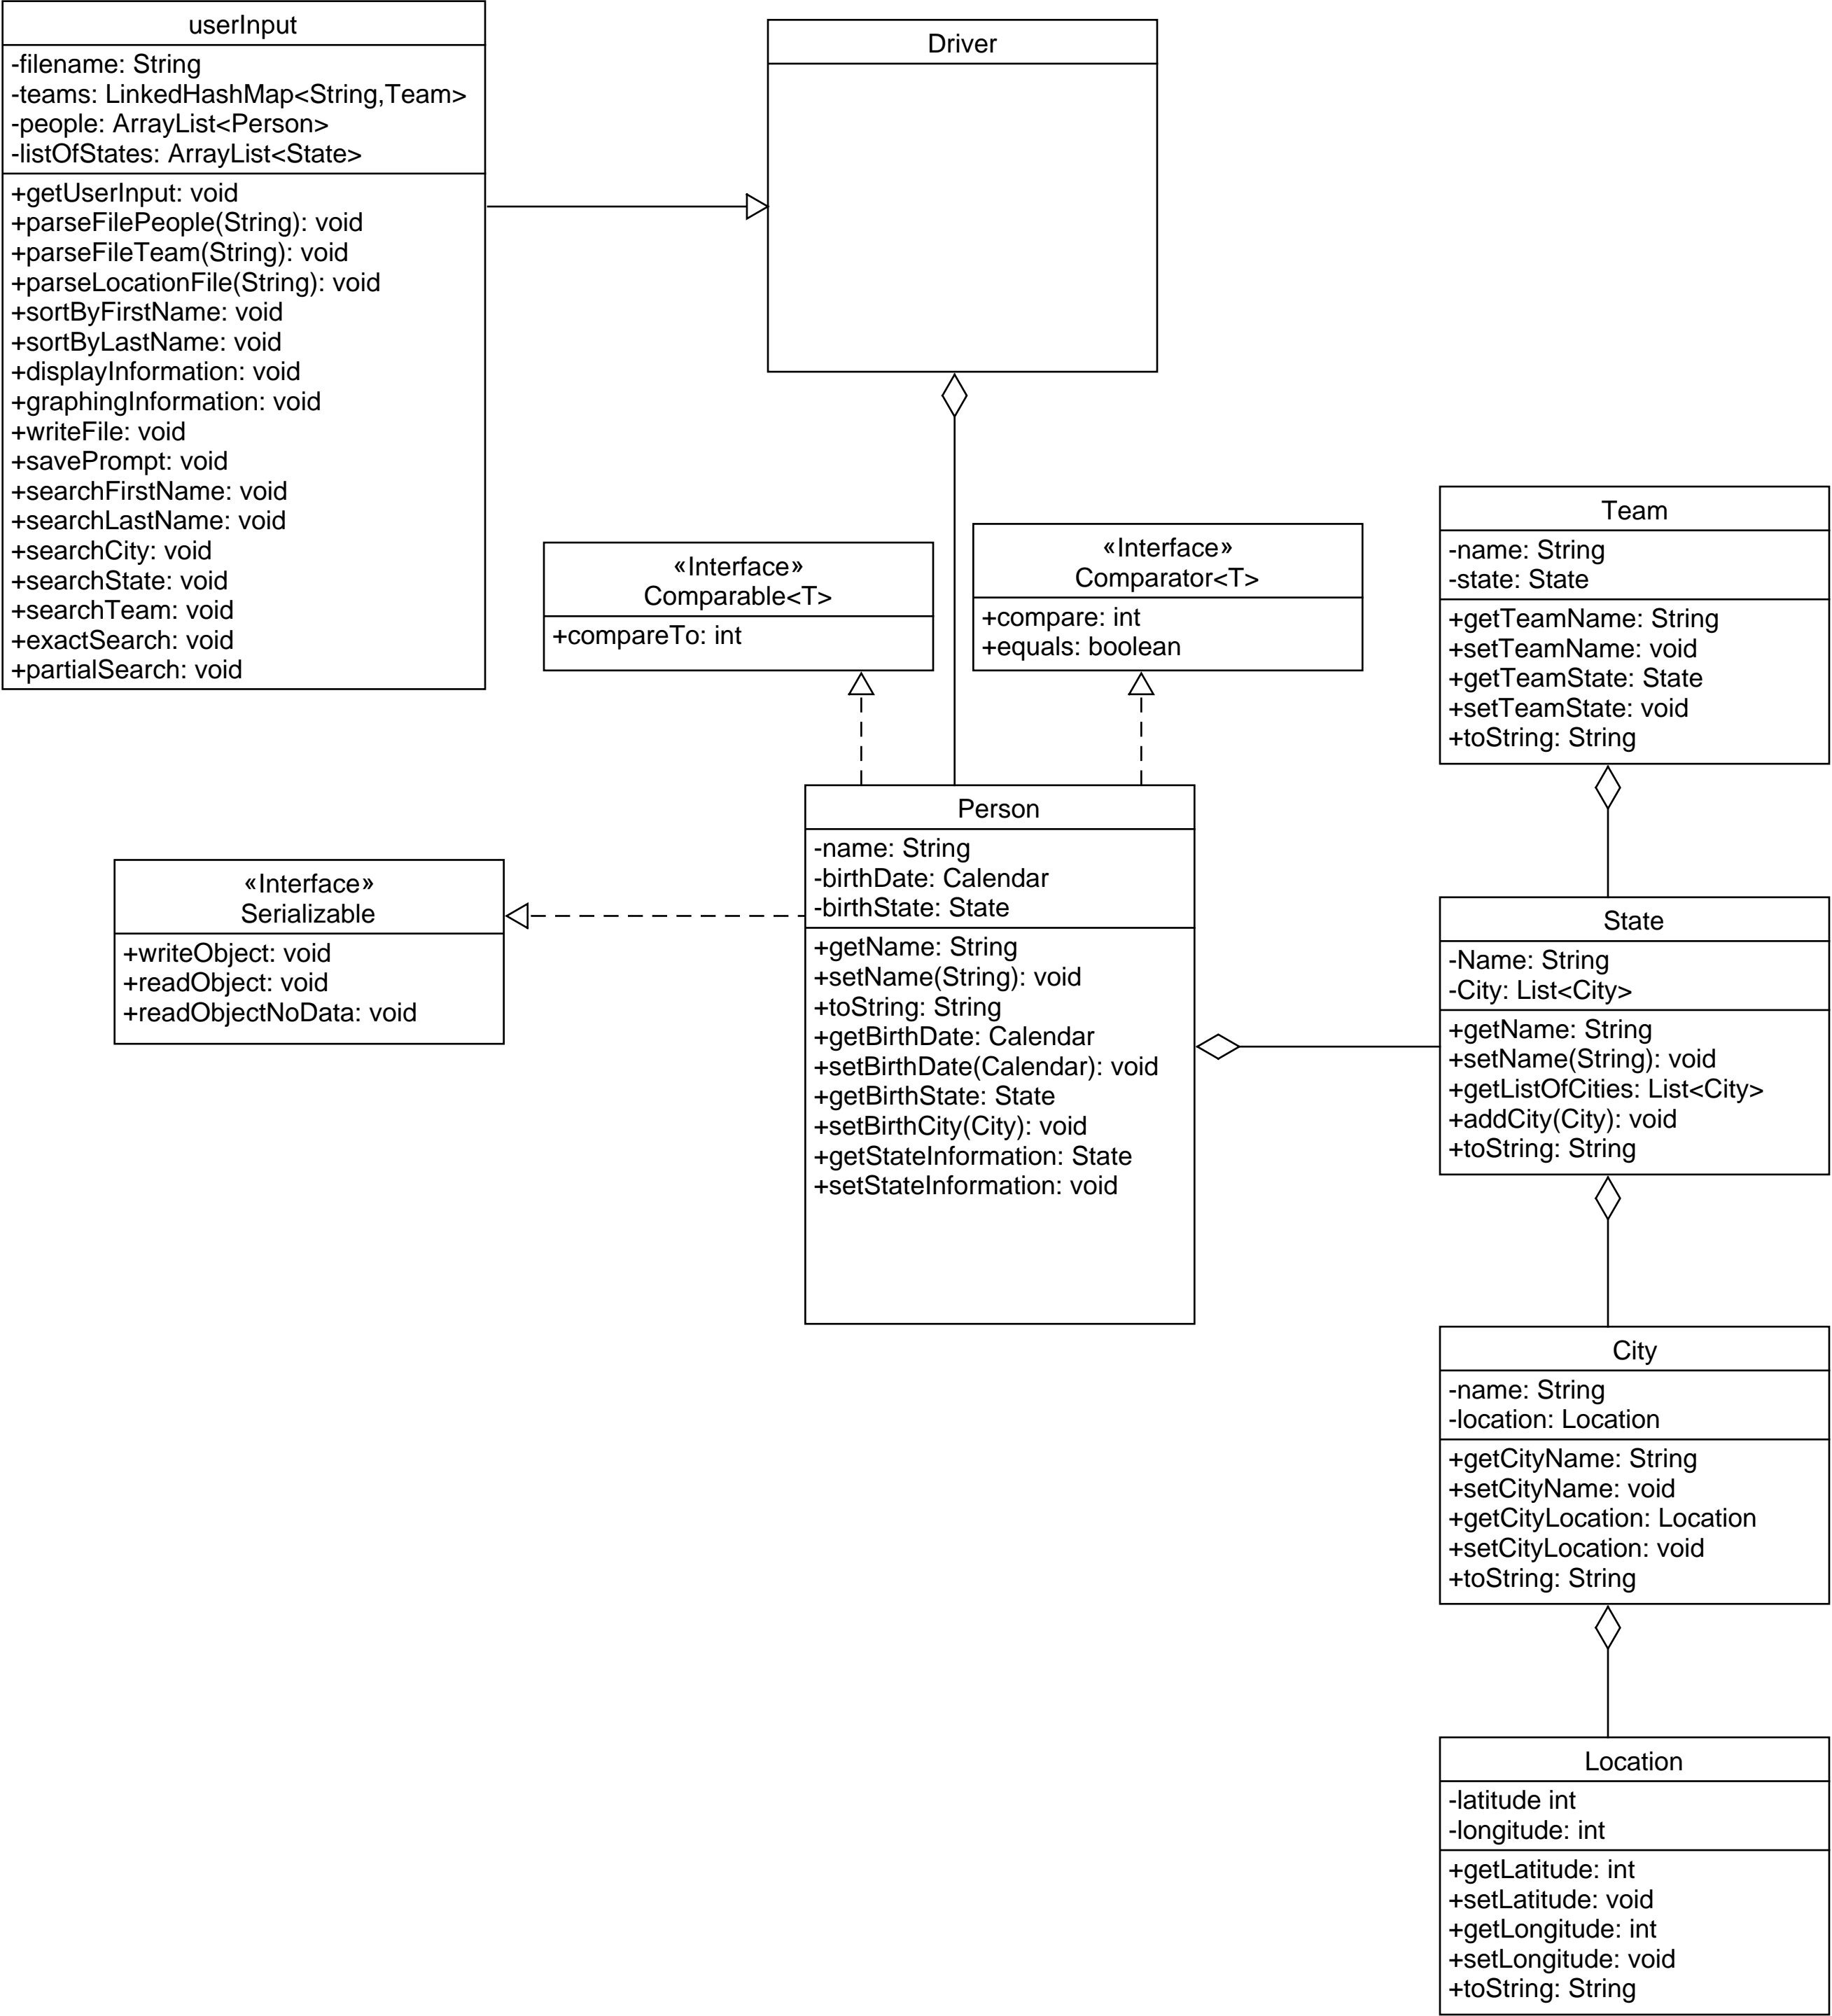 userInput
-filename: String
-teams: LinkedHashMap<String,Team>
-people: ArrayList<Person>
-listOfStates: ArrayList<State>
+getUserInput: void
+parseFilePeople(String): void
+parseFileTeam(String): void
+parseLocationFile(String): void
+sortByFirstName: void
+sortByLastName: void
+displayInformation: void
+graphingInformation: void
+writeFile: void
+savePrompt: void
+searchFirstName: void
+searchLastName: void
+searchCity: void
+searchState: void
+searchTeam: void
+exactSearch: void
+partialSearch: void
Driver
«Interface»
Comparable<T>
+compareTo: int
«Interface»
Comparator<T>
+compare: int
+equals: boolean
Team
-name: String
-state: State
+getTeamName: String
+setTeamName: void
+getTeamState: State
+setTeamState: void
+toString: String
«Interface»
Serializable
+writeObject: void
+readObject: void
+readObjectNoData: void
Person
-name: String
-birthDate: Calendar
-birthState: State
+getName: String
+setName(String): void
+toString: String
+getBirthDate: Calendar
+setBirthDate(Calendar): void
+getBirthState: State
+setBirthCity(City): void
+getStateInformation: State
+setStateInformation: void
State
-Name: String
-City: List<City>
+getName: String
+setName(String): void
+getListOfCities: List<City>
+addCity(City): void
+toString: String
City
-name: String
-location: Location
+getCityName: String
+setCityName: void
+getCityLocation: Location
+setCityLocation: void
+toString: String
Location
-latitude int
-longitude: int
+getLatitude: int
+setLatitude: void
+getLongitude: int
+setLongitude: void
+toString: String